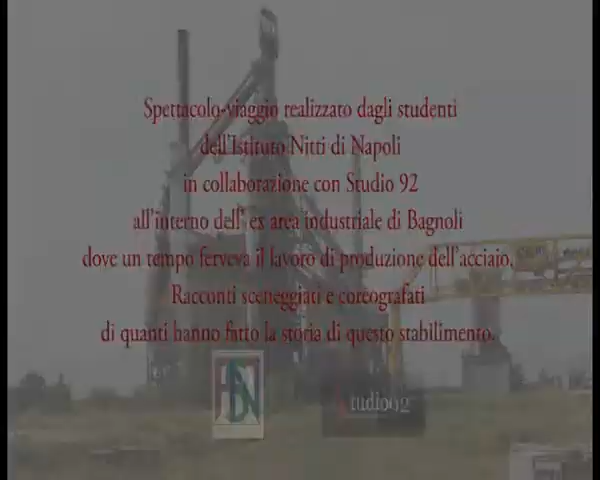 Spettacolo-viaggio realizzato dagli studenti
dell'Istituto Nitti di Napoli
in collaborazione con Studio 92
all'interno dell' ex area industriale di Bagnoli
dove un tempo ferveva il lavoro di produzione dell'acciaio.
Racconti sceneggiati e coreografati
di quanti hanno fatto la storia di questo stabilimento.
Studio92